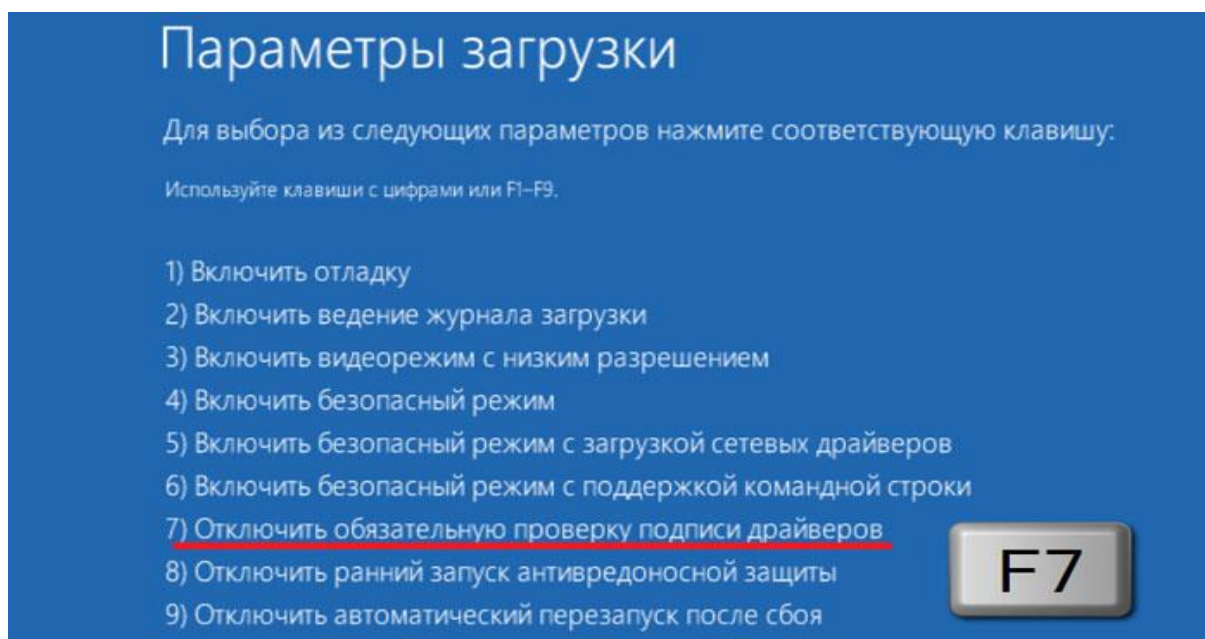 Параметры загрузки
Для выбора из следующих параметров нажмите соответствующую клавишу:
Используйте клавиши с цифрами или F1–F9.
1) Включить отладку
2) Включить ведение журнала загрузки
3) Включить видеорежим с низким разрешением
4) Включить безопасный режим
5) Включить безопасный режим с загрузкой сетевых драйверов
6) Включить безопасный режим с поддержкой командной строки
7) Отключить обязательную проверку подписи драйверов
8) Отключить ранний запуск антивредоносной защиты
9) Отключить автоматический перезапуск после сбоя
F7